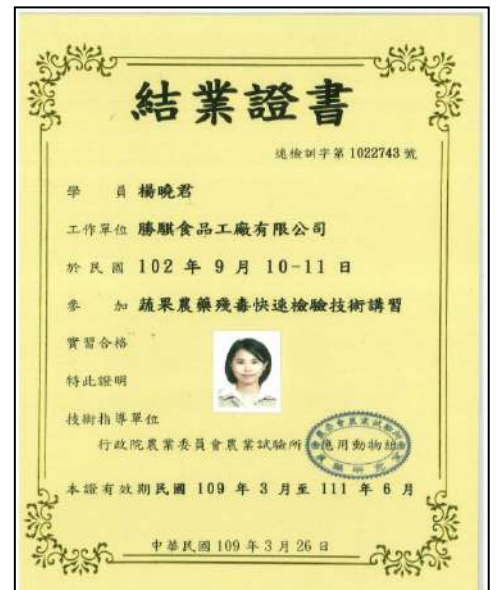 結業證書
速檢訓字第 1022743 號
學員 楊曉君
工作單位 勝騏食品工廠有限公司
於民國 102 年 9 月 10-11 日
參加 蔬果農藥殘毒快速檢驗技術講習
實習合格
特此證明
技術指導單位
行政院農業委員會農業試驗所 應用動物組
本證有效期民國 109 年 3 月至 111 年 6 月
中華民國 109 年 3 月 26 日